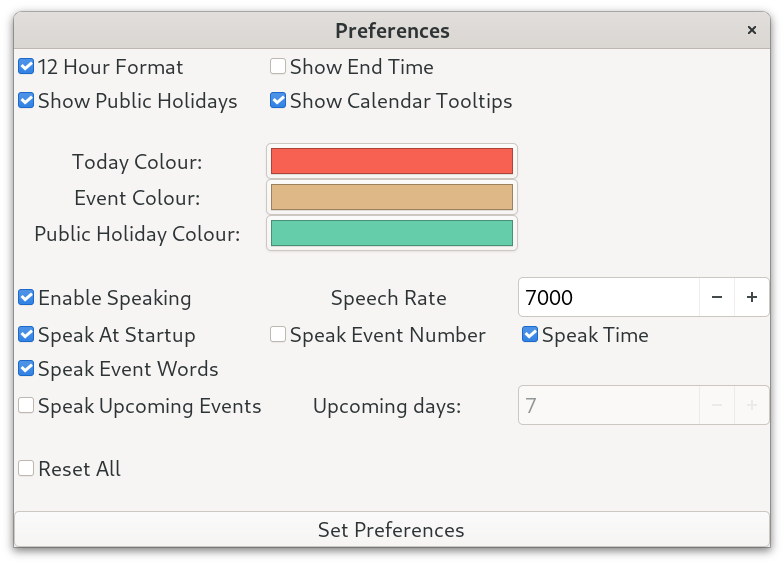 Preferences
12 Hour Format Show End Time
Show Public Holidays Show Calendar Tooltips
Today Colour:
Event Colour:
Public Holiday Colour:
Enable Speaking Speech Rate 7000
Speak At Startup Speak Event Number Speak Time
Speak Event Words
Speak Upcoming Events Upcoming days: 7
Reset All
Set Preferences